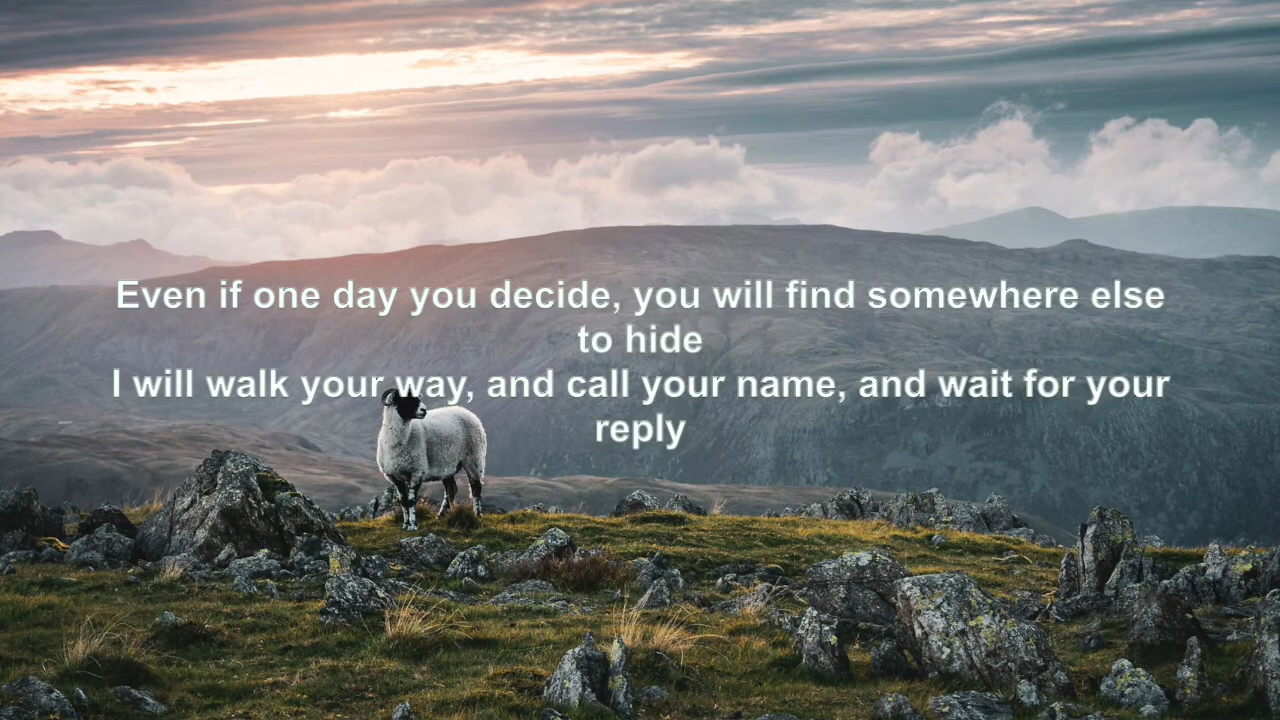 Even if one day you decide, you will find somewhere else
to hide
I will walk your way, and call your name, and wait for your
reply